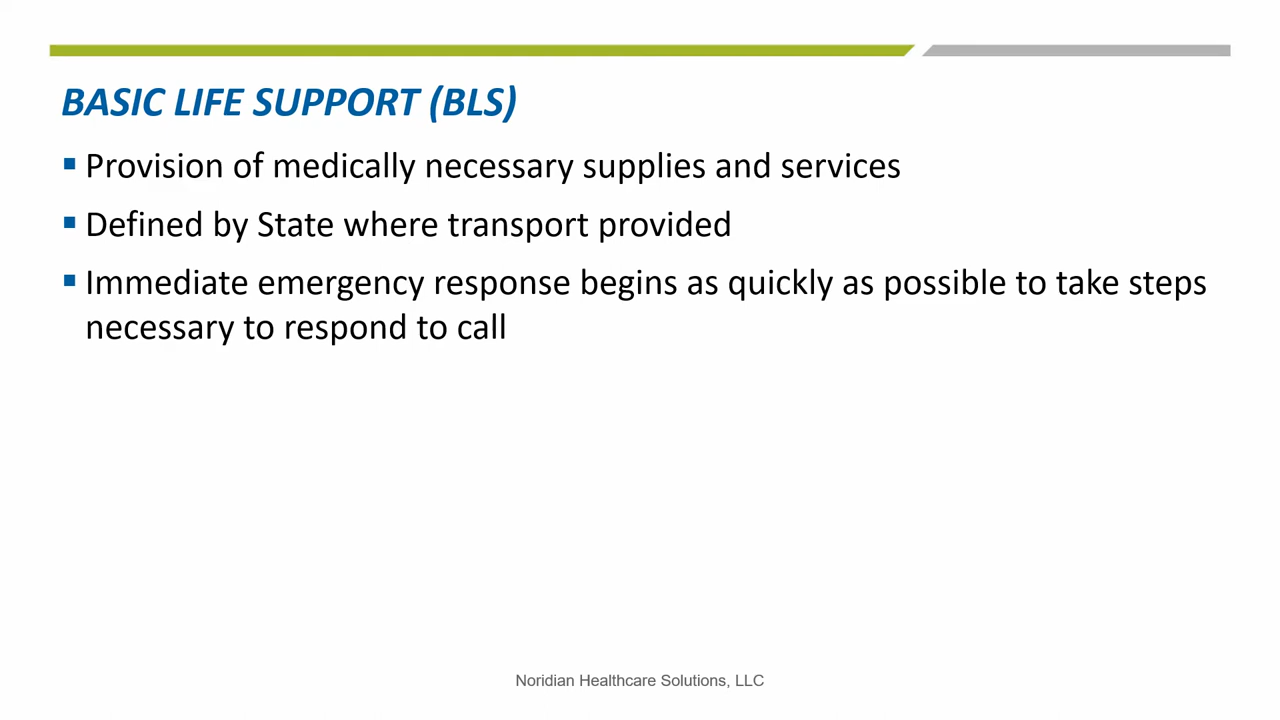 BASIC LIFE SUPPORT (BLS)
▪ Provision of medically necessary supplies and services
▪ Defined by State where transport provided
▪ Immediate emergency response begins as quickly as possible to take steps
necessary to respond to call
Noridian Healthcare Solutions, LLC